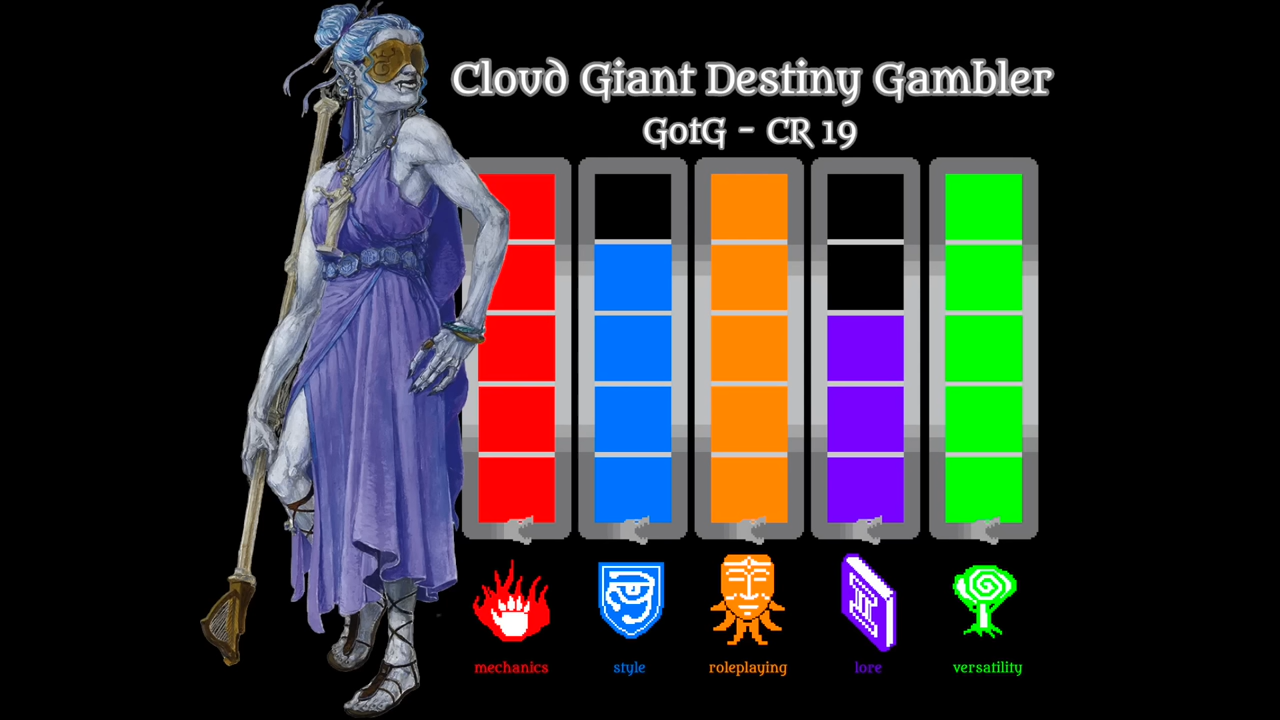 Cloud Giant Destiny Gambler
GotG - CR 19
mechanics
style
roleplaying
lore
versatility